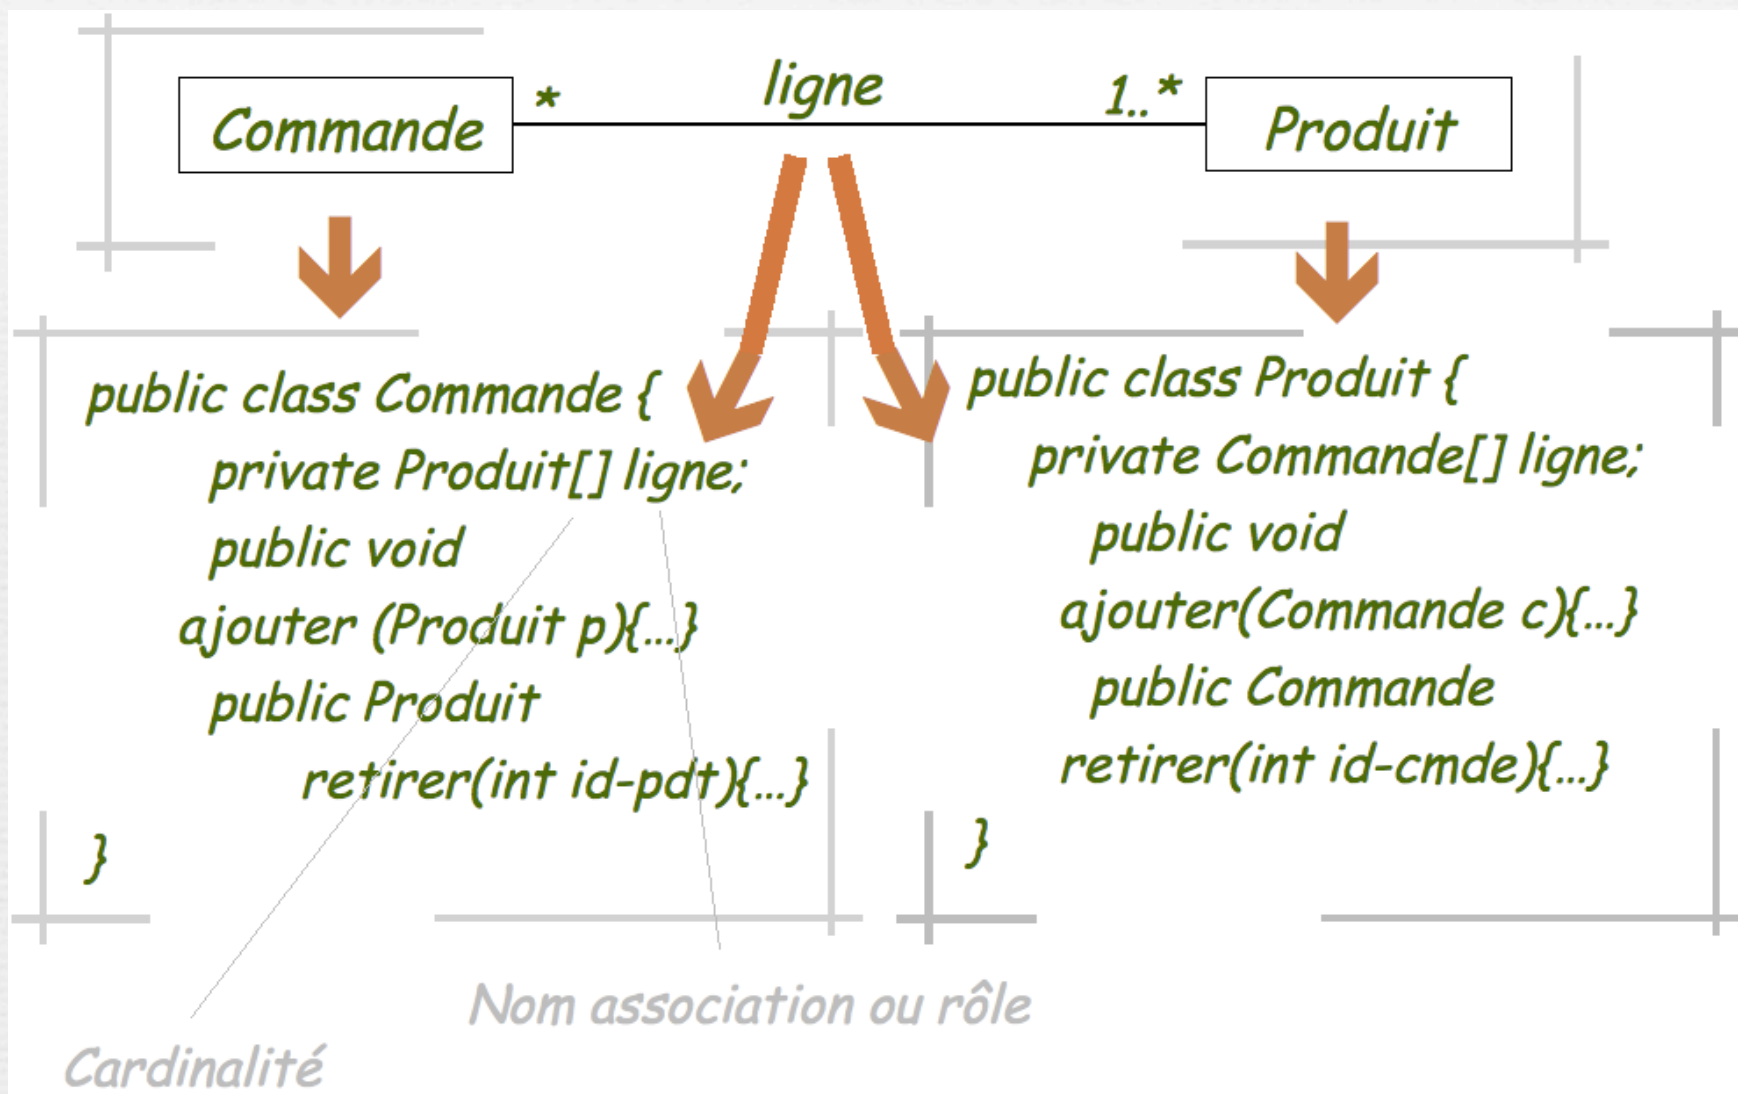 Commande * ligne 1..* Produit
public class Commande {
private Produit[] ligne;
public void
ajouter (Produit p){...}
public Produit
retirer(int id-pdt){...}
}
public class Produit {
private Commande[] ligne;
public void
ajouter(Commande c){...}
public Commande
retirer(int id-cmde){...}
}
Nom association ou rôle
Cardinalité